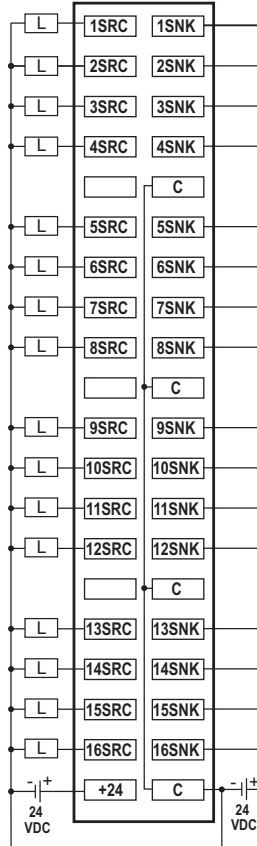 L 1SRC 1SNK
L 2SRC 2SNK
L 3SRC 3SNK
L 4SRC 4SNK
C
L 5SRC 5SNK
L 6SRC 6SNK
L 7SRC 7SNK
L 8SRC 8SNK
C
L 9SRC 9SNK
L 10SRC 10SNK
L 11SRC 11SNK
L 12SRC 12SNK
C
L 13SRC 13SNK
L 14SRC 14SNK
L 15SRC 15SNK
L 16SRC 16SNK
- + +24 C - +
24 24
VDC VDC